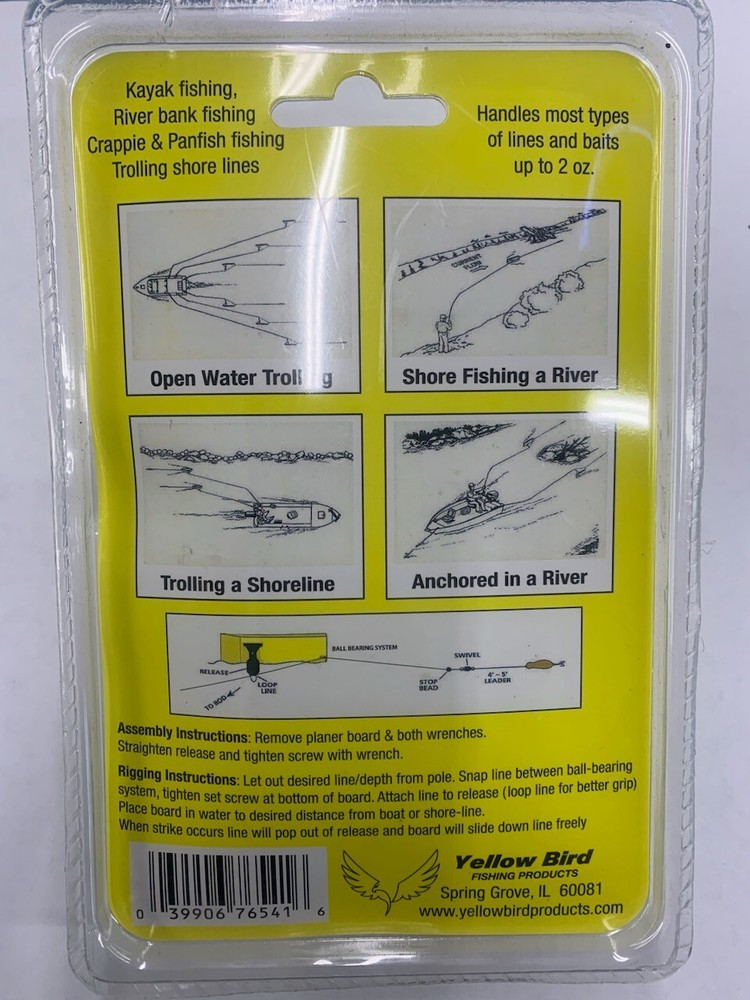 Kayak fishing,
River bank fishing
Crappie & Panfish fishing
Trolling shore lines
Handles most types
of lines and baits
up to 2 oz.
Open Water Trolling
CURRENT
FLOW
Shore Fishing a River
Trolling a Shoreline
Anchored in a River
BALL BEARING SYSTEM
RELEASE
LOOP
LINE
TO ROD
SWIVEL
STOP
BEAD
4' – 5'
LEADER
Assembly Instructions: Remove planer board & both wrenches.
Straighten release and tighten screw with wrench.
Rigging Instructions: Let out desired line/depth from pole. Snap line between ball-bearing
system, tighten set screw at bottom of board. Attach line to release (loop line for better grip)
Place board in water to desired distance from boat or shore-line.
When strike occurs line will pop out of release and board will slide down line freely
0 39906 76541 6
Yellow Bird
FISHING PRODUCTS
Spring Grove, IL 60081
www.yellowbirdproducts.com